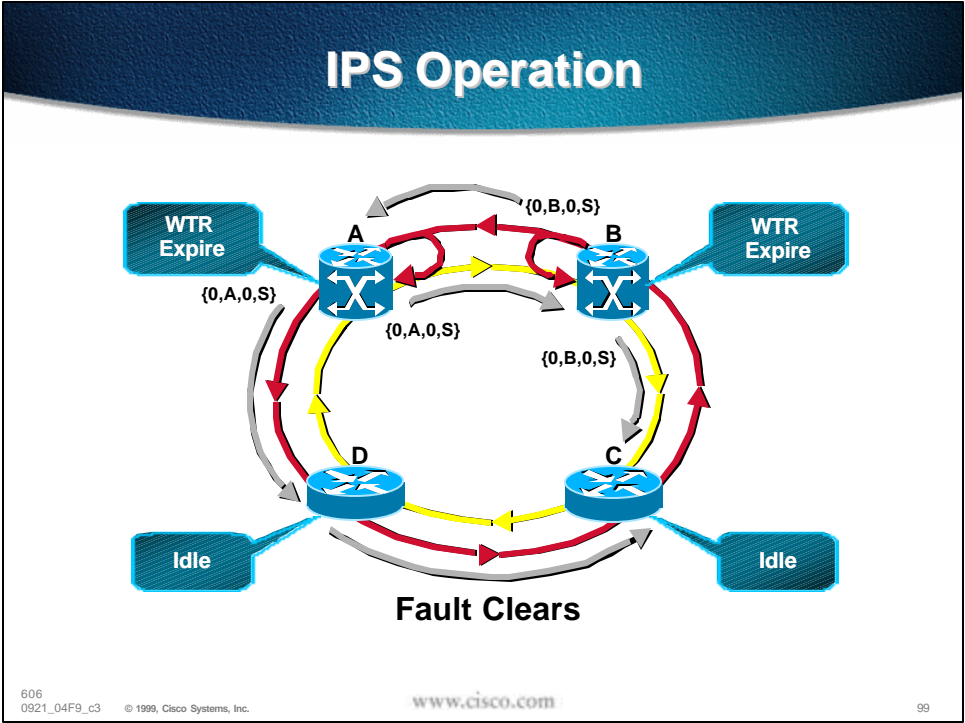 IPS Operation
{0,B,0,S}
WTR
Expire
A
B
WTR
Expire
{0,A,0,S}
{0,A,0,S}
{0,B,0,S}
D
C
Idle
Idle
Fault Clears
606
0921_04F9_c3
© 1999, Cisco Systems, Inc.
www.cisco.com
99